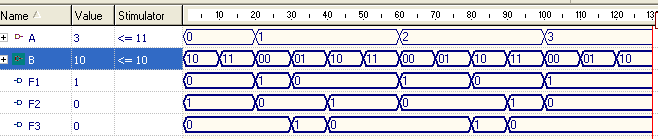 Name Value Stimulator 10 20 30 40 50 60 70 80 90 100 110 120
A 3 <= 11 0 1 2 3
B 10 <= 10 10 11 00 01 10 11 00 01 10 11 00 01 10
F1 1 0 1 0 1 0 1
F2 0 1 0 1 0 1 0
F3 0 0 1 0 1 0